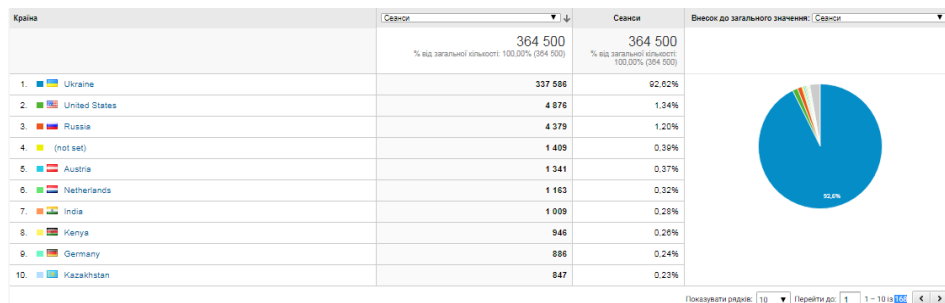 Країна Сеанси Сеанси Внесок до загального значення: Сеанси
364 500 364 500
% від загальної кількості: 100,00% (364 500) % від загальної кількості: 100,00% (364 500)
1. Ukraine 337 586 92,62%
2. United States 4 876 1,34%
3. Russia 4 379 1,20%
4. (not set) 1 409 0,39%
5. Austria 1 341 0,37%
6. Netherlands 1 163 0,32%
7. India 1 009 0,28%
8. Kenya 946 0,26%
9. Germany 886 0,24%
10. Kazakhstan 847 0,23%
92,6%
Показувати рядків: 10 Перейти до: 1 1 – 10 із 166